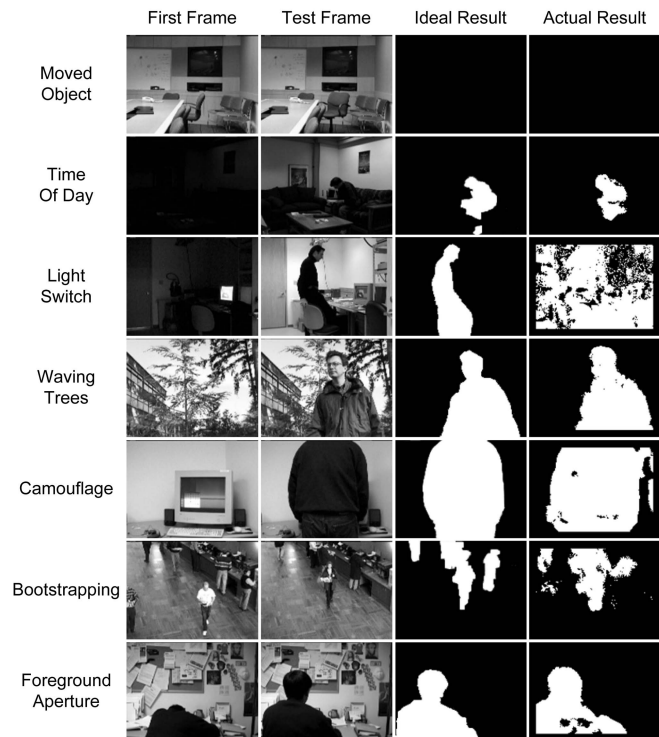 First Frame Test Frame Ideal Result Actual Result
Moved
Object
Time
Of Day
Light
Switch
Waving
Trees
Camouflage
Bootstrapping
Foreground
Aperture